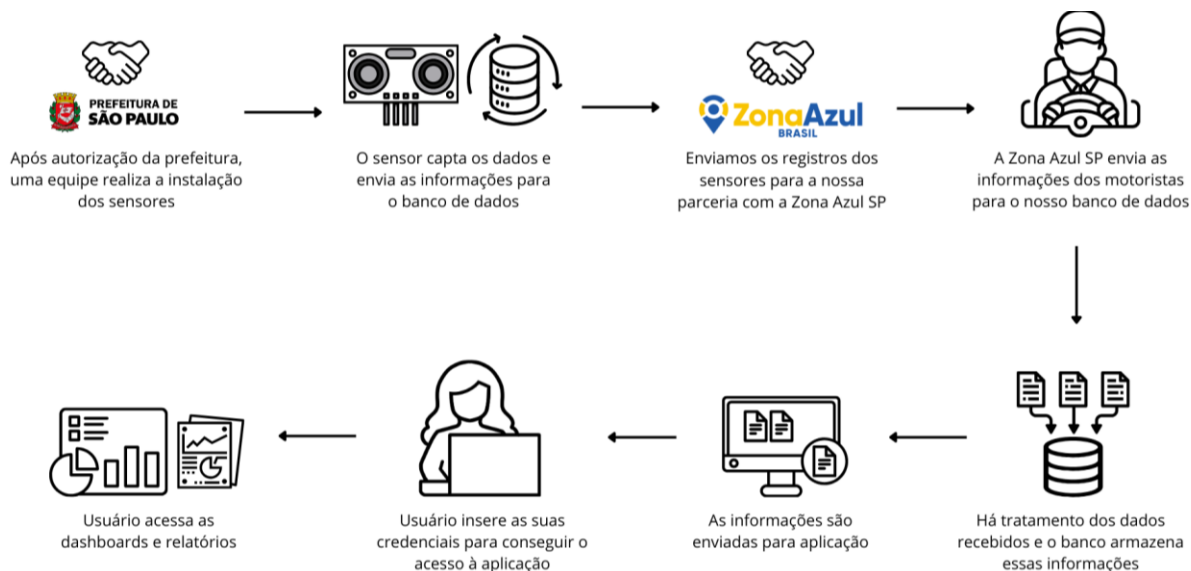 PREFEITURA DE
SÃO PAULO
Após autorização da prefeitura,
uma equipe realiza a instalação
dos sensores
O sensor capta os dados e
envia as informações para
o banco de dados
ZonaAzul
BRASIL
Enviamos os registros dos
sensores para a nossa
parceria com a Zona Azul SP
A Zona Azul SP envia as
informações dos motoristas
para o nosso banco de dados
Usuário acessa as
dashboards e relatórios
Usuário insere as suas
credenciais para conseguir o
acesso à aplicação
As informações são
enviadas para aplicação
Há tratamento dos dados
recebidos e o banco armazena
essas informações